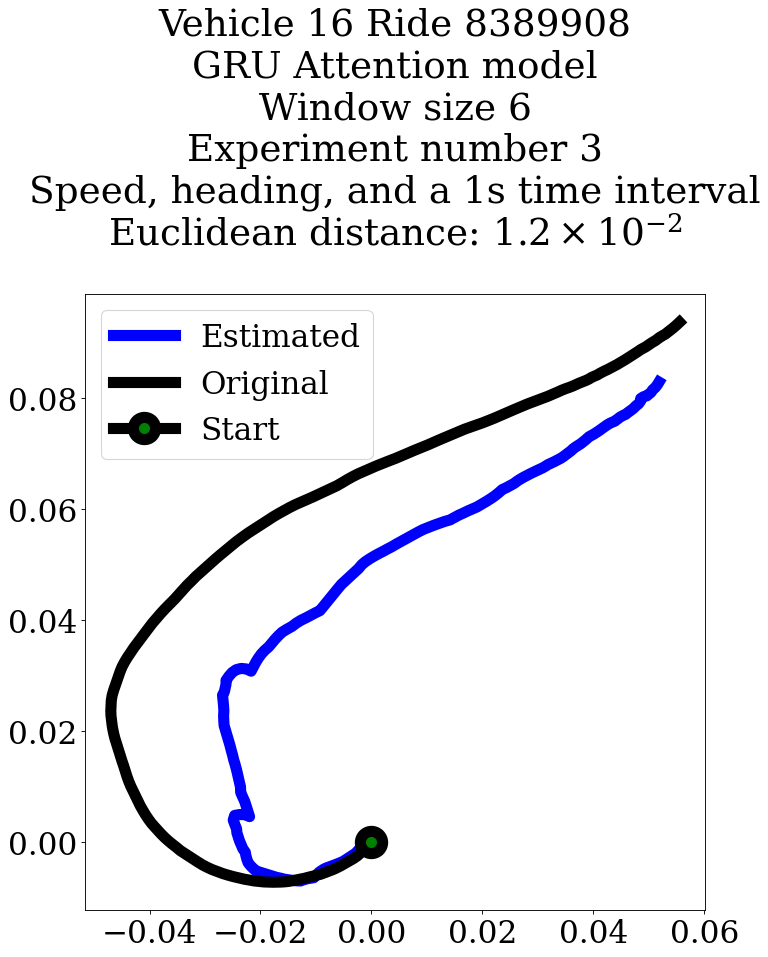 Vehicle 16 Ride 8389908
GRU Attention model
Window size 6
Experiment number 3
Speed, heading, and a 1s time interval
Euclidean distance: 1.2 × 10⁻²
Estimated
Original
Start
0.08
0.06
0.04
0.02
0.00
−0.04 −0.02 0.00 0.02 0.04 0.06